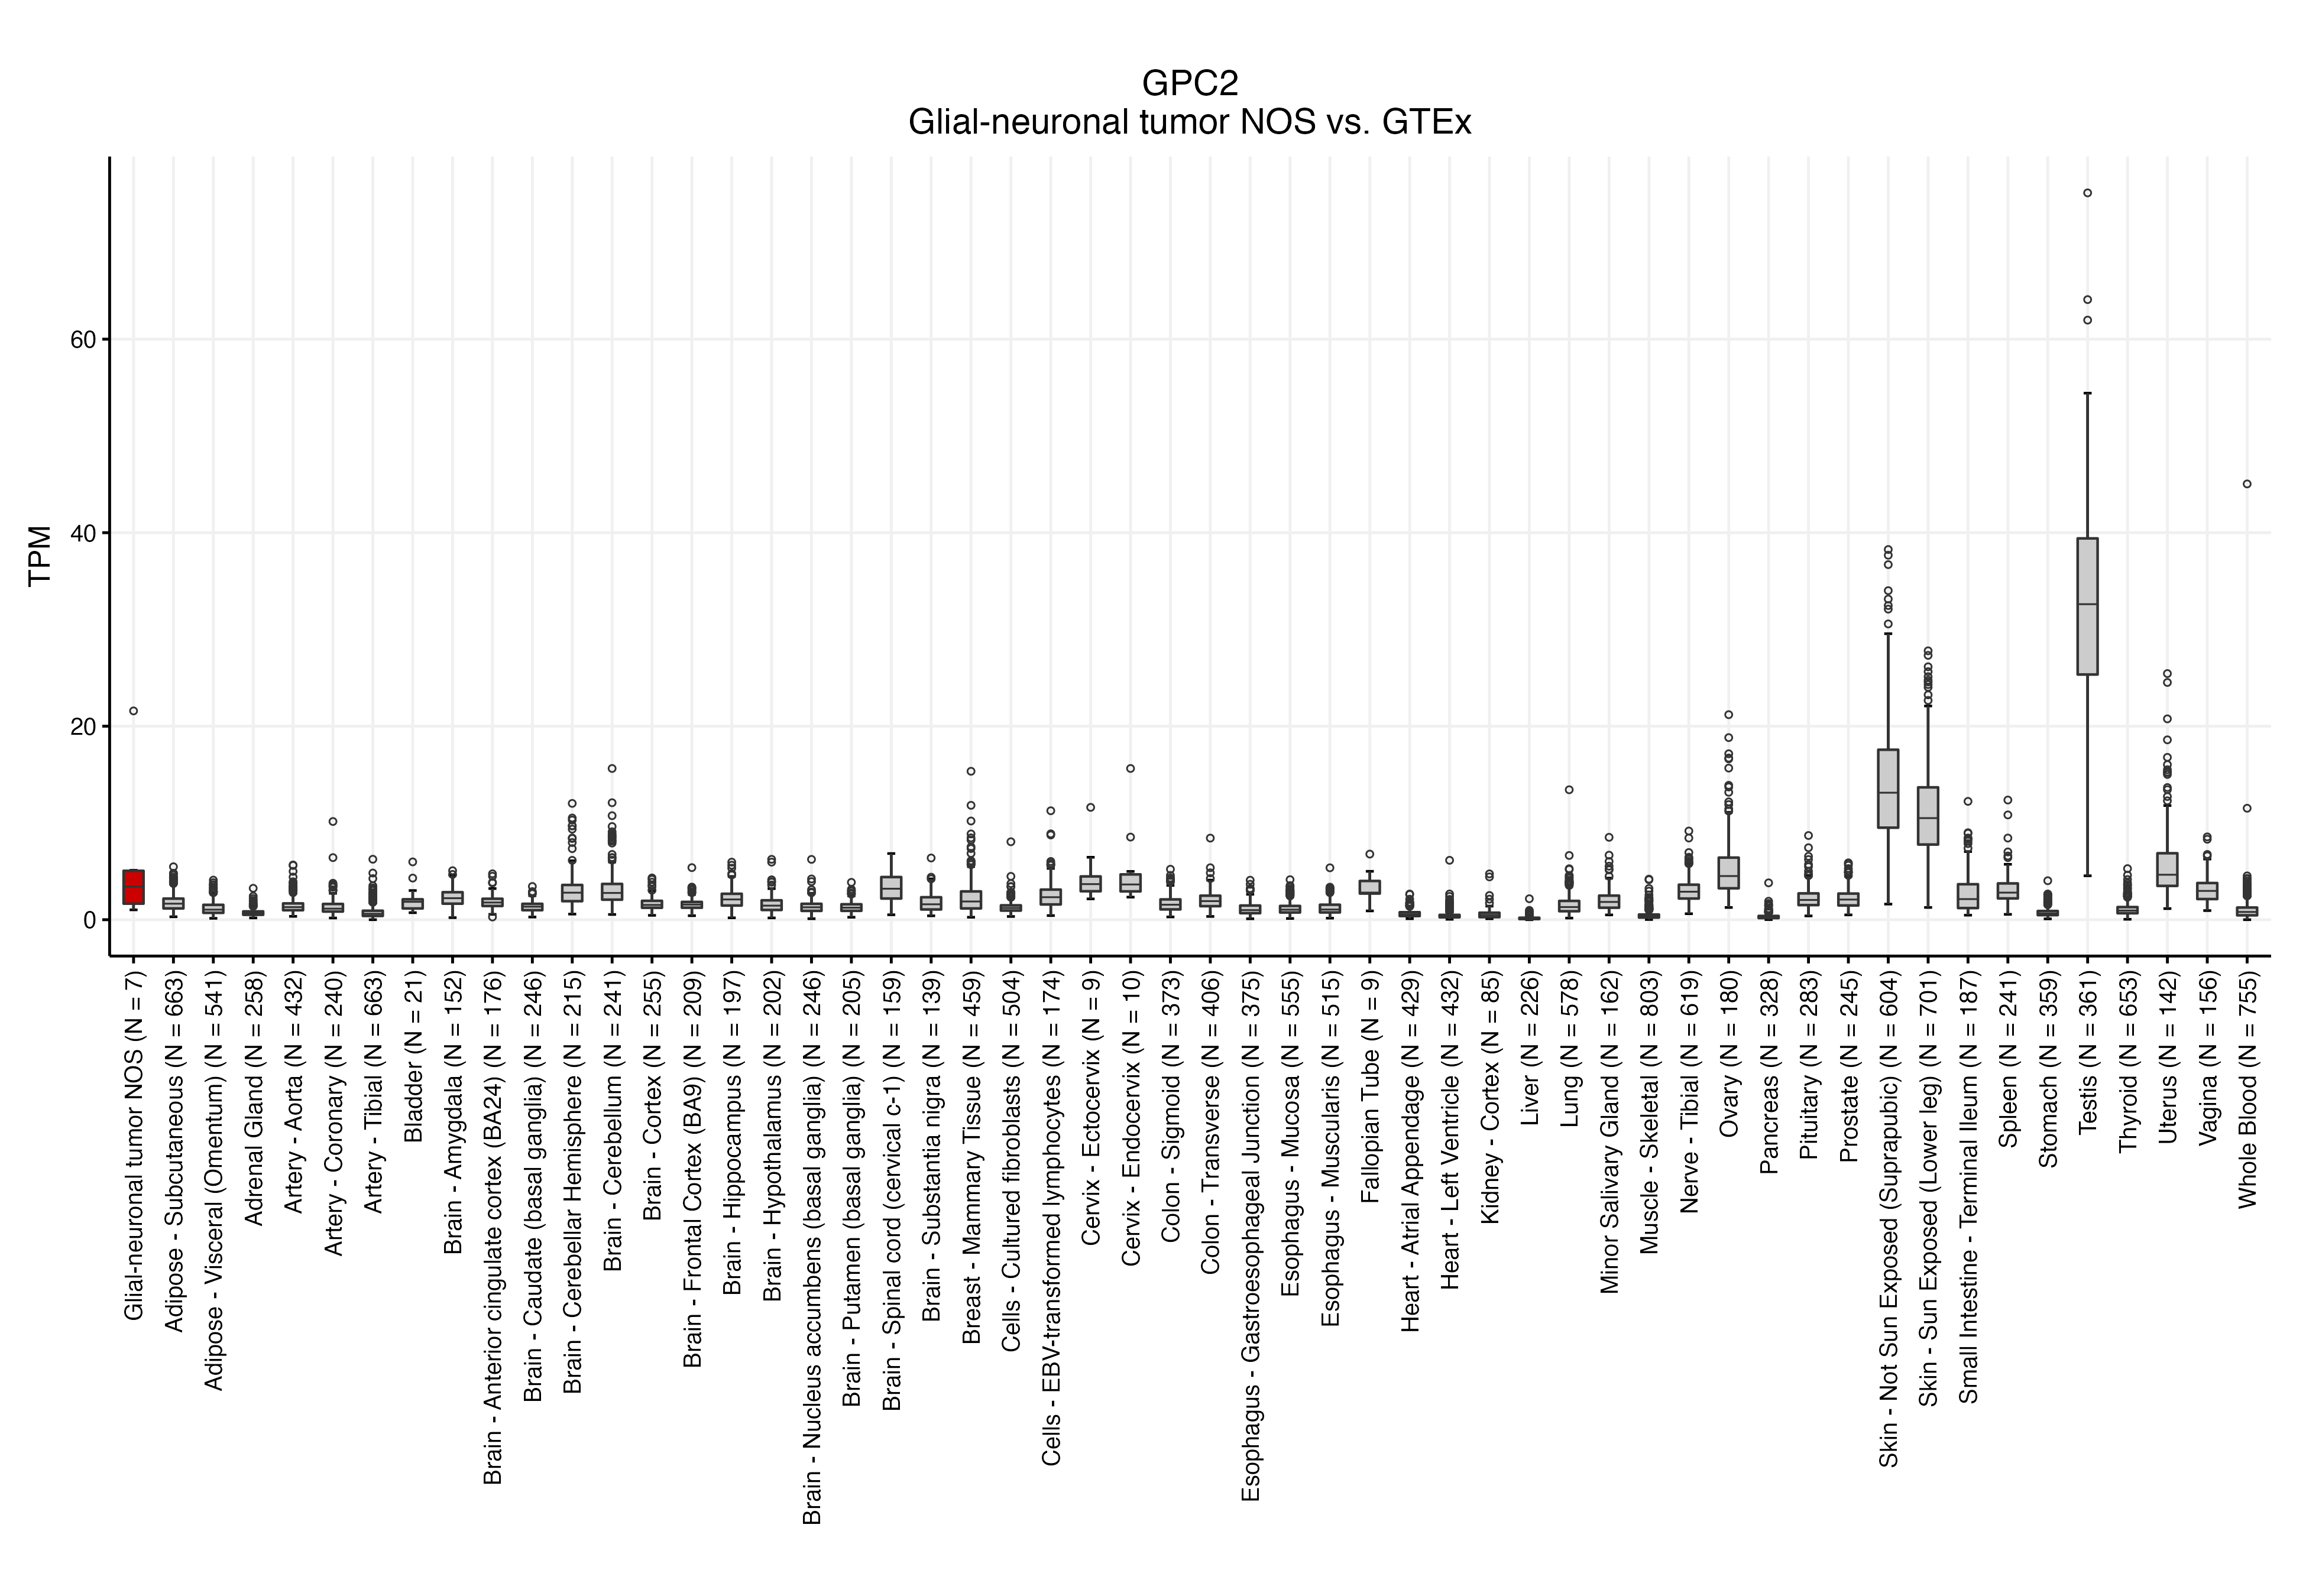 GPC2
Glial-neuronal tumor NOS vs. GTEx
TPM
60
40
20
0
Glial-neuronal tumor NOS (N = 7)
Adipose - Subcutaneous (N = 663)
Adipose - Visceral (Omentum) (N = 541)
Adrenal Gland (N = 258)
Artery - Aorta (N = 432)
Artery - Coronary (N = 240)
Artery - Tibial (N = 663)
Bladder (N = 21)
Brain - Amygdala (N = 152)
Brain - Anterior cingulate cortex (BA24) (N = 176)
Brain - Caudate (basal ganglia) (N = 246)
Brain - Cerebellar Hemisphere (N = 215)
Brain - Cerebellum (N = 241)
Brain - Cortex (N = 255)
Brain - Frontal Cortex (BA9) (N = 209)
Brain - Hippocampus (N = 197)
Brain - Hypothalamus (N = 202)
Brain - Nucleus accumbens (basal ganglia) (N = 246)
Brain - Putamen (basal ganglia) (N = 205)
Brain - Spinal cord (cervical c-1) (N = 159)
Brain - Substantia nigra (N = 139)
Breast - Mammary Tissue (N = 459)
Cells - Cultured fibroblasts (N = 504)
Cells - EBV-transformed lymphocytes (N = 174)
Cervix - Ectocervix (N = 9)
Cervix - Endocervix (N = 10)
Colon - Sigmoid (N = 373)
Colon - Transverse (N = 406)
Esophagus - Gastroesophageal Junction (N = 375)
Esophagus - Mucosa (N = 555)
Esophagus - Muscularis (N = 515)
Fallopian Tube (N = 9)
Heart - Atrial Appendage (N = 429)
Heart - Left Ventricle (N = 432)
Kidney - Cortex (N = 85)
Liver (N = 226)
Lung (N = 578)
Minor Salivary Gland (N = 162)
Muscle - Skeletal (N = 803)
Nerve - Tibial (N = 619)
Ovary (N = 180)
Pancreas (N = 328)
Pituitary (N = 283)
Prostate (N = 245)
Skin - Not Sun Exposed (Suprapubic) (N = 604)
Skin - Sun Exposed (Lower leg) (N = 701)
Small Intestine - Terminal Ileum (N = 187)
Spleen (N = 241)
Stomach (N = 359)
Testis (N = 361)
Thyroid (N = 653)
Uterus (N = 142)
Vagina (N = 156)
Whole Blood (N = 755)